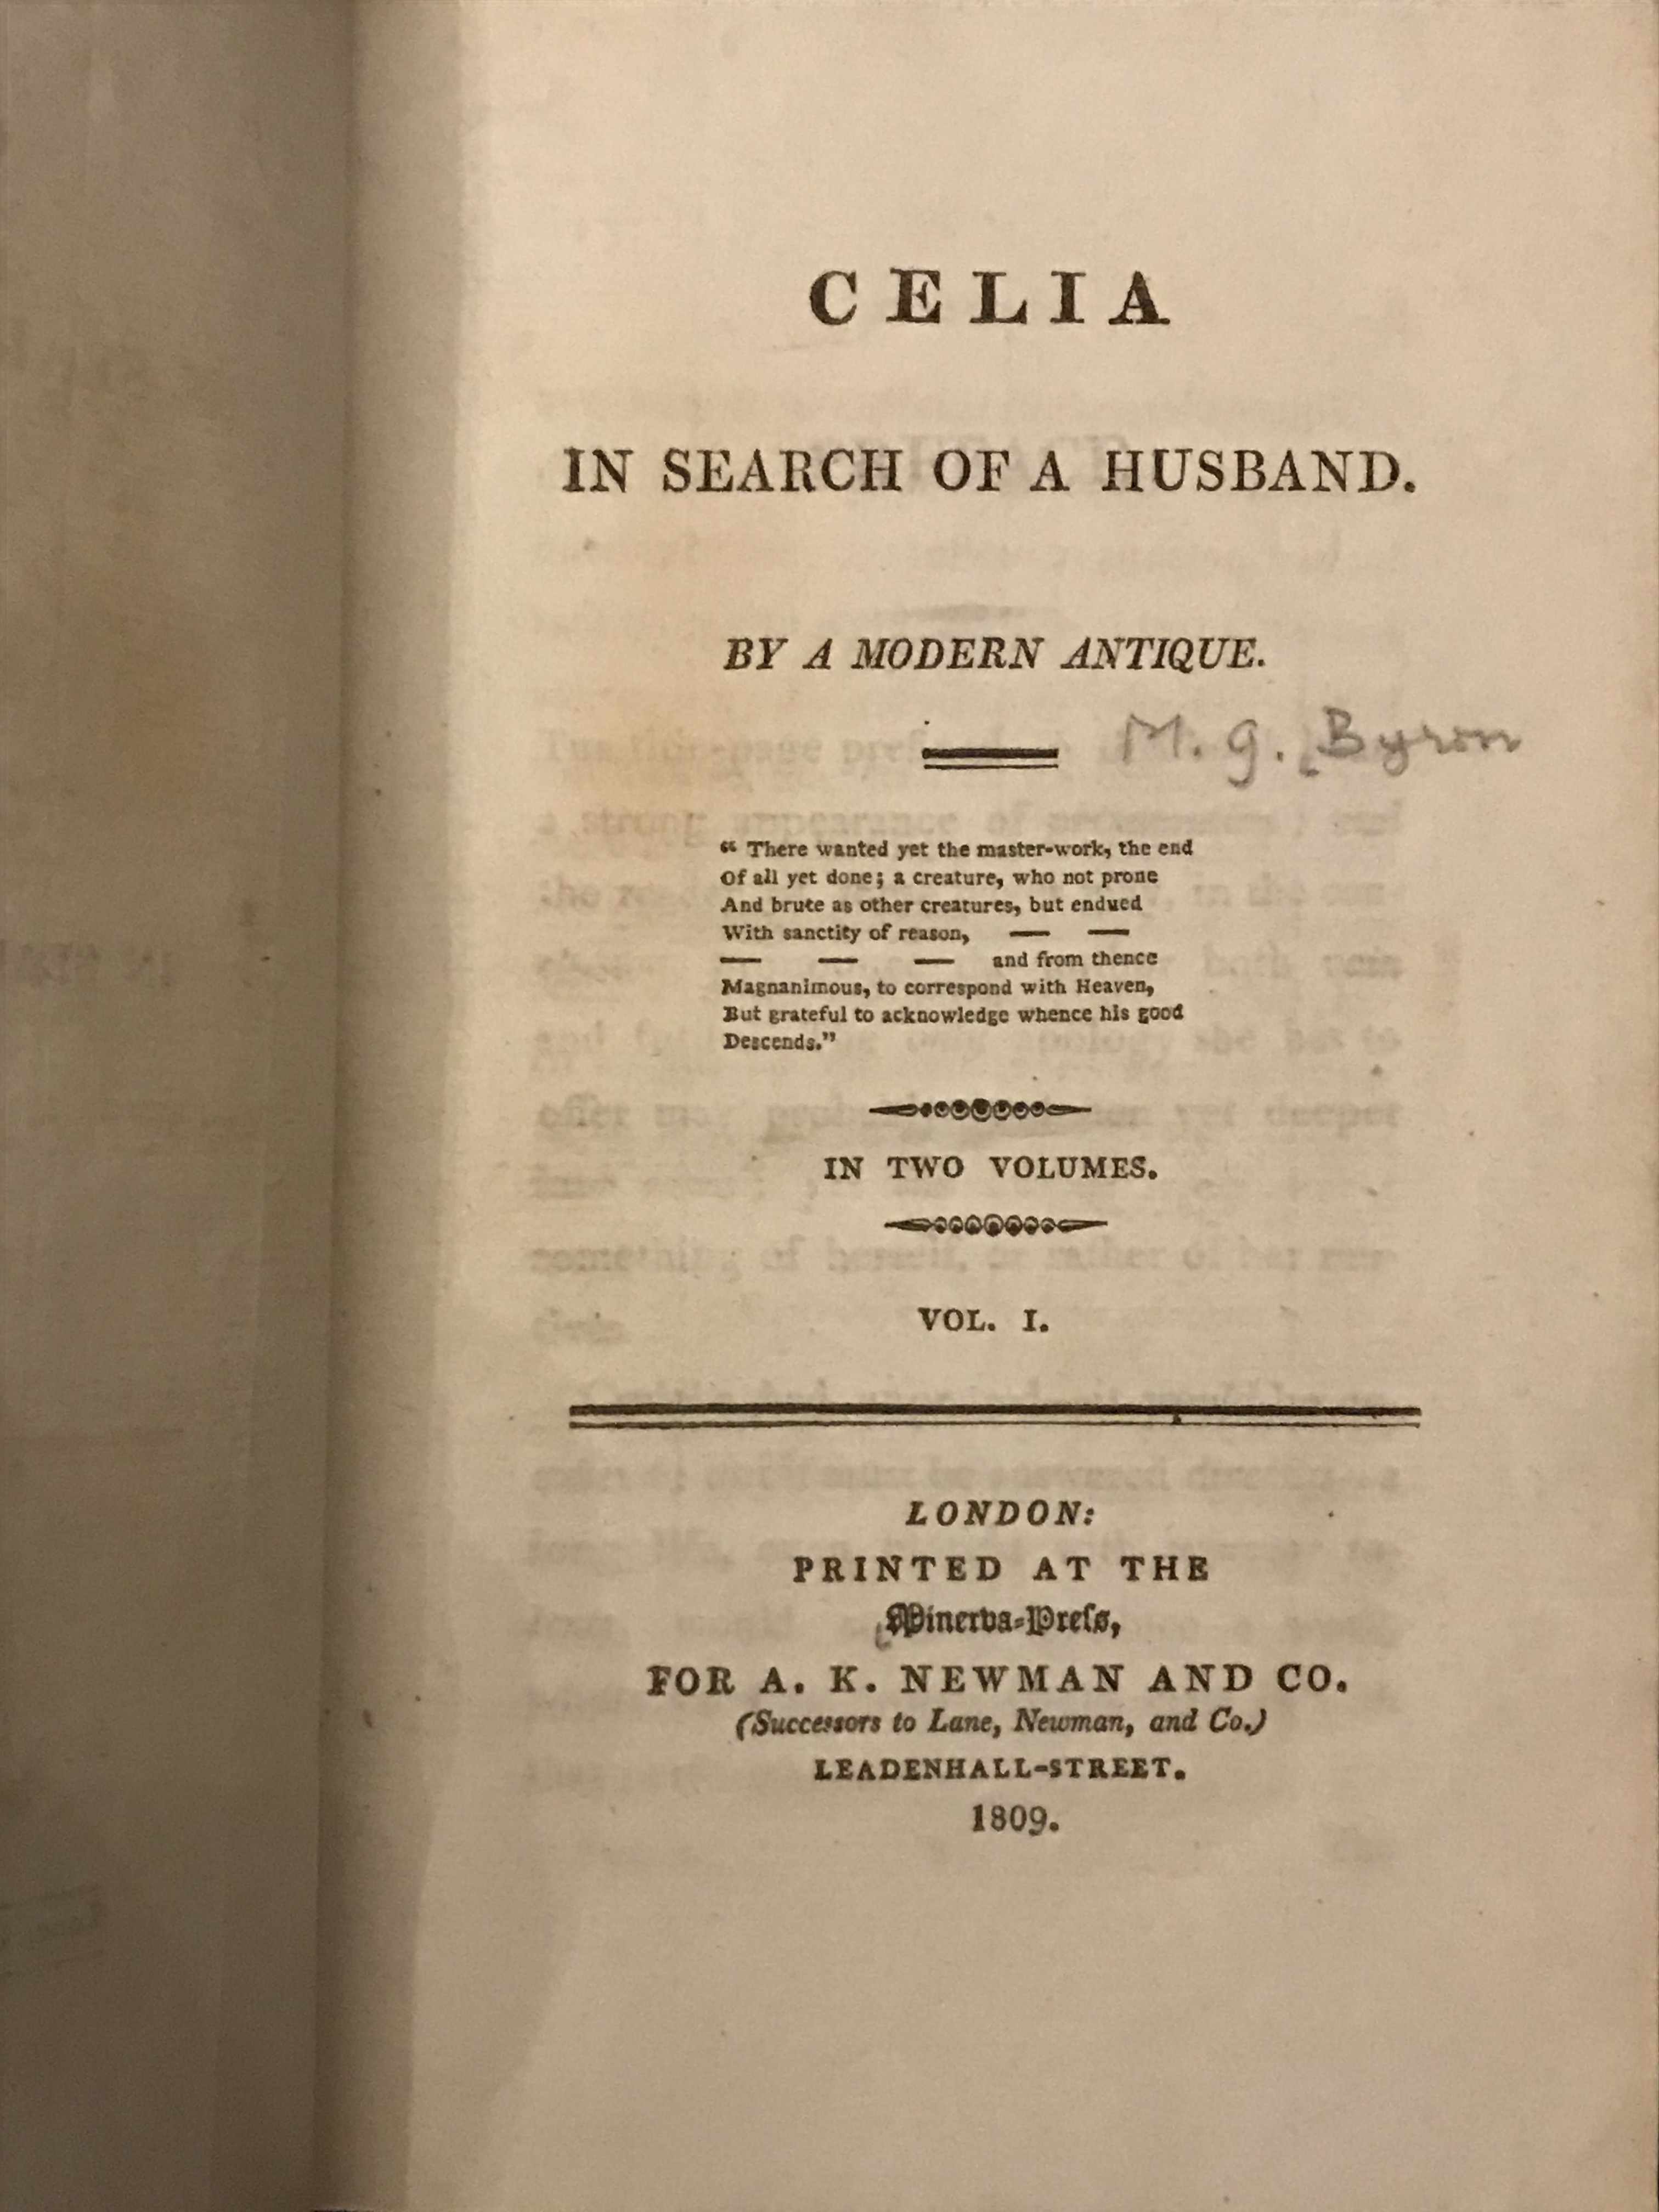 CELIA
IN SEARCH OF A HUSBAND.
BY A MODERN ANTIQUE.
M. G. Byron
“ There wanted yet the master-work, the end
Of all yet done; a creature, who not prone
And brute as other creatures, but endued
With sanctity of reason, — —
— — — and from thence
Magnanimous, to correspond with Heaven,
But grateful to acknowledge whence his good
Descends.”
IN TWO VOLUMES.
VOL. I.
LONDON:
PRINTED AT THE
Minerva-Preſs,
FOR A. K. NEWMAN AND CO.
(Successors to Lane, Newman, and Co.)
LEADENHALL-STREET.
1809.